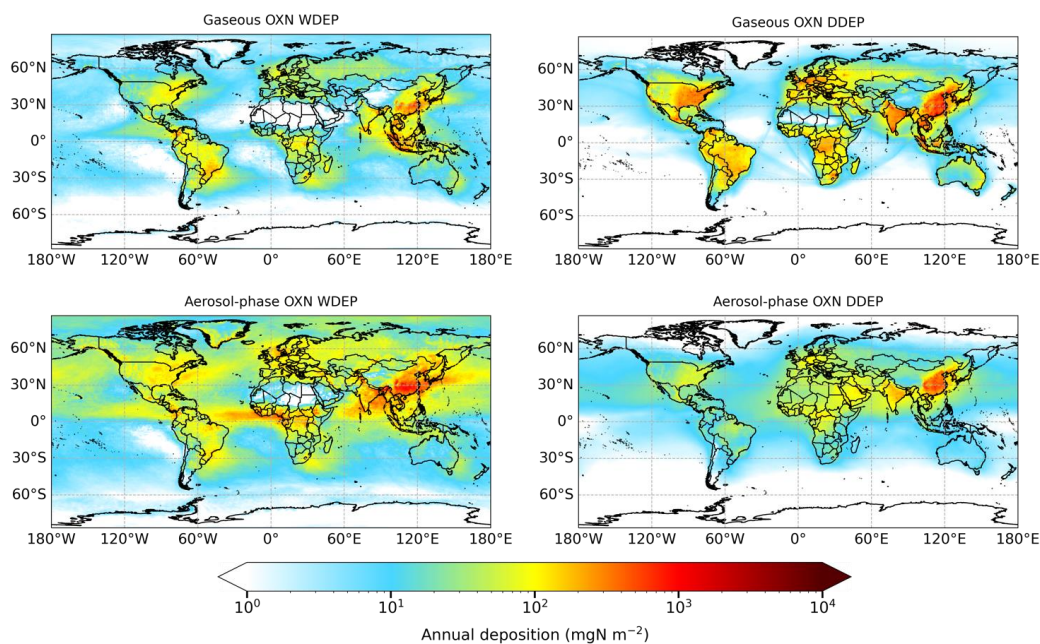 Gaseous OXN WDEP
60°N
30°N
0°
30°S
60°S
180°W 120°W 60°W 0° 60°E 120°E 180°E
Gaseous OXN DDEP
60°N
30°N
0°
30°S
60°S
180°W 120°W 60°W 0° 60°E 120°E 180°E
Aerosol-phase OXN WDEP
60°N
30°N
0°
30°S
60°S
180°W 120°W 60°W 0° 60°E 120°E 180°E
Aerosol-phase OXN DDEP
60°N
30°N
0°
30°S
60°S
180°W 120°W 60°W 0° 60°E 120°E 180°E
10⁰ 10¹ 10² 10³ 10⁴
Annual deposition (mgN m⁻²)